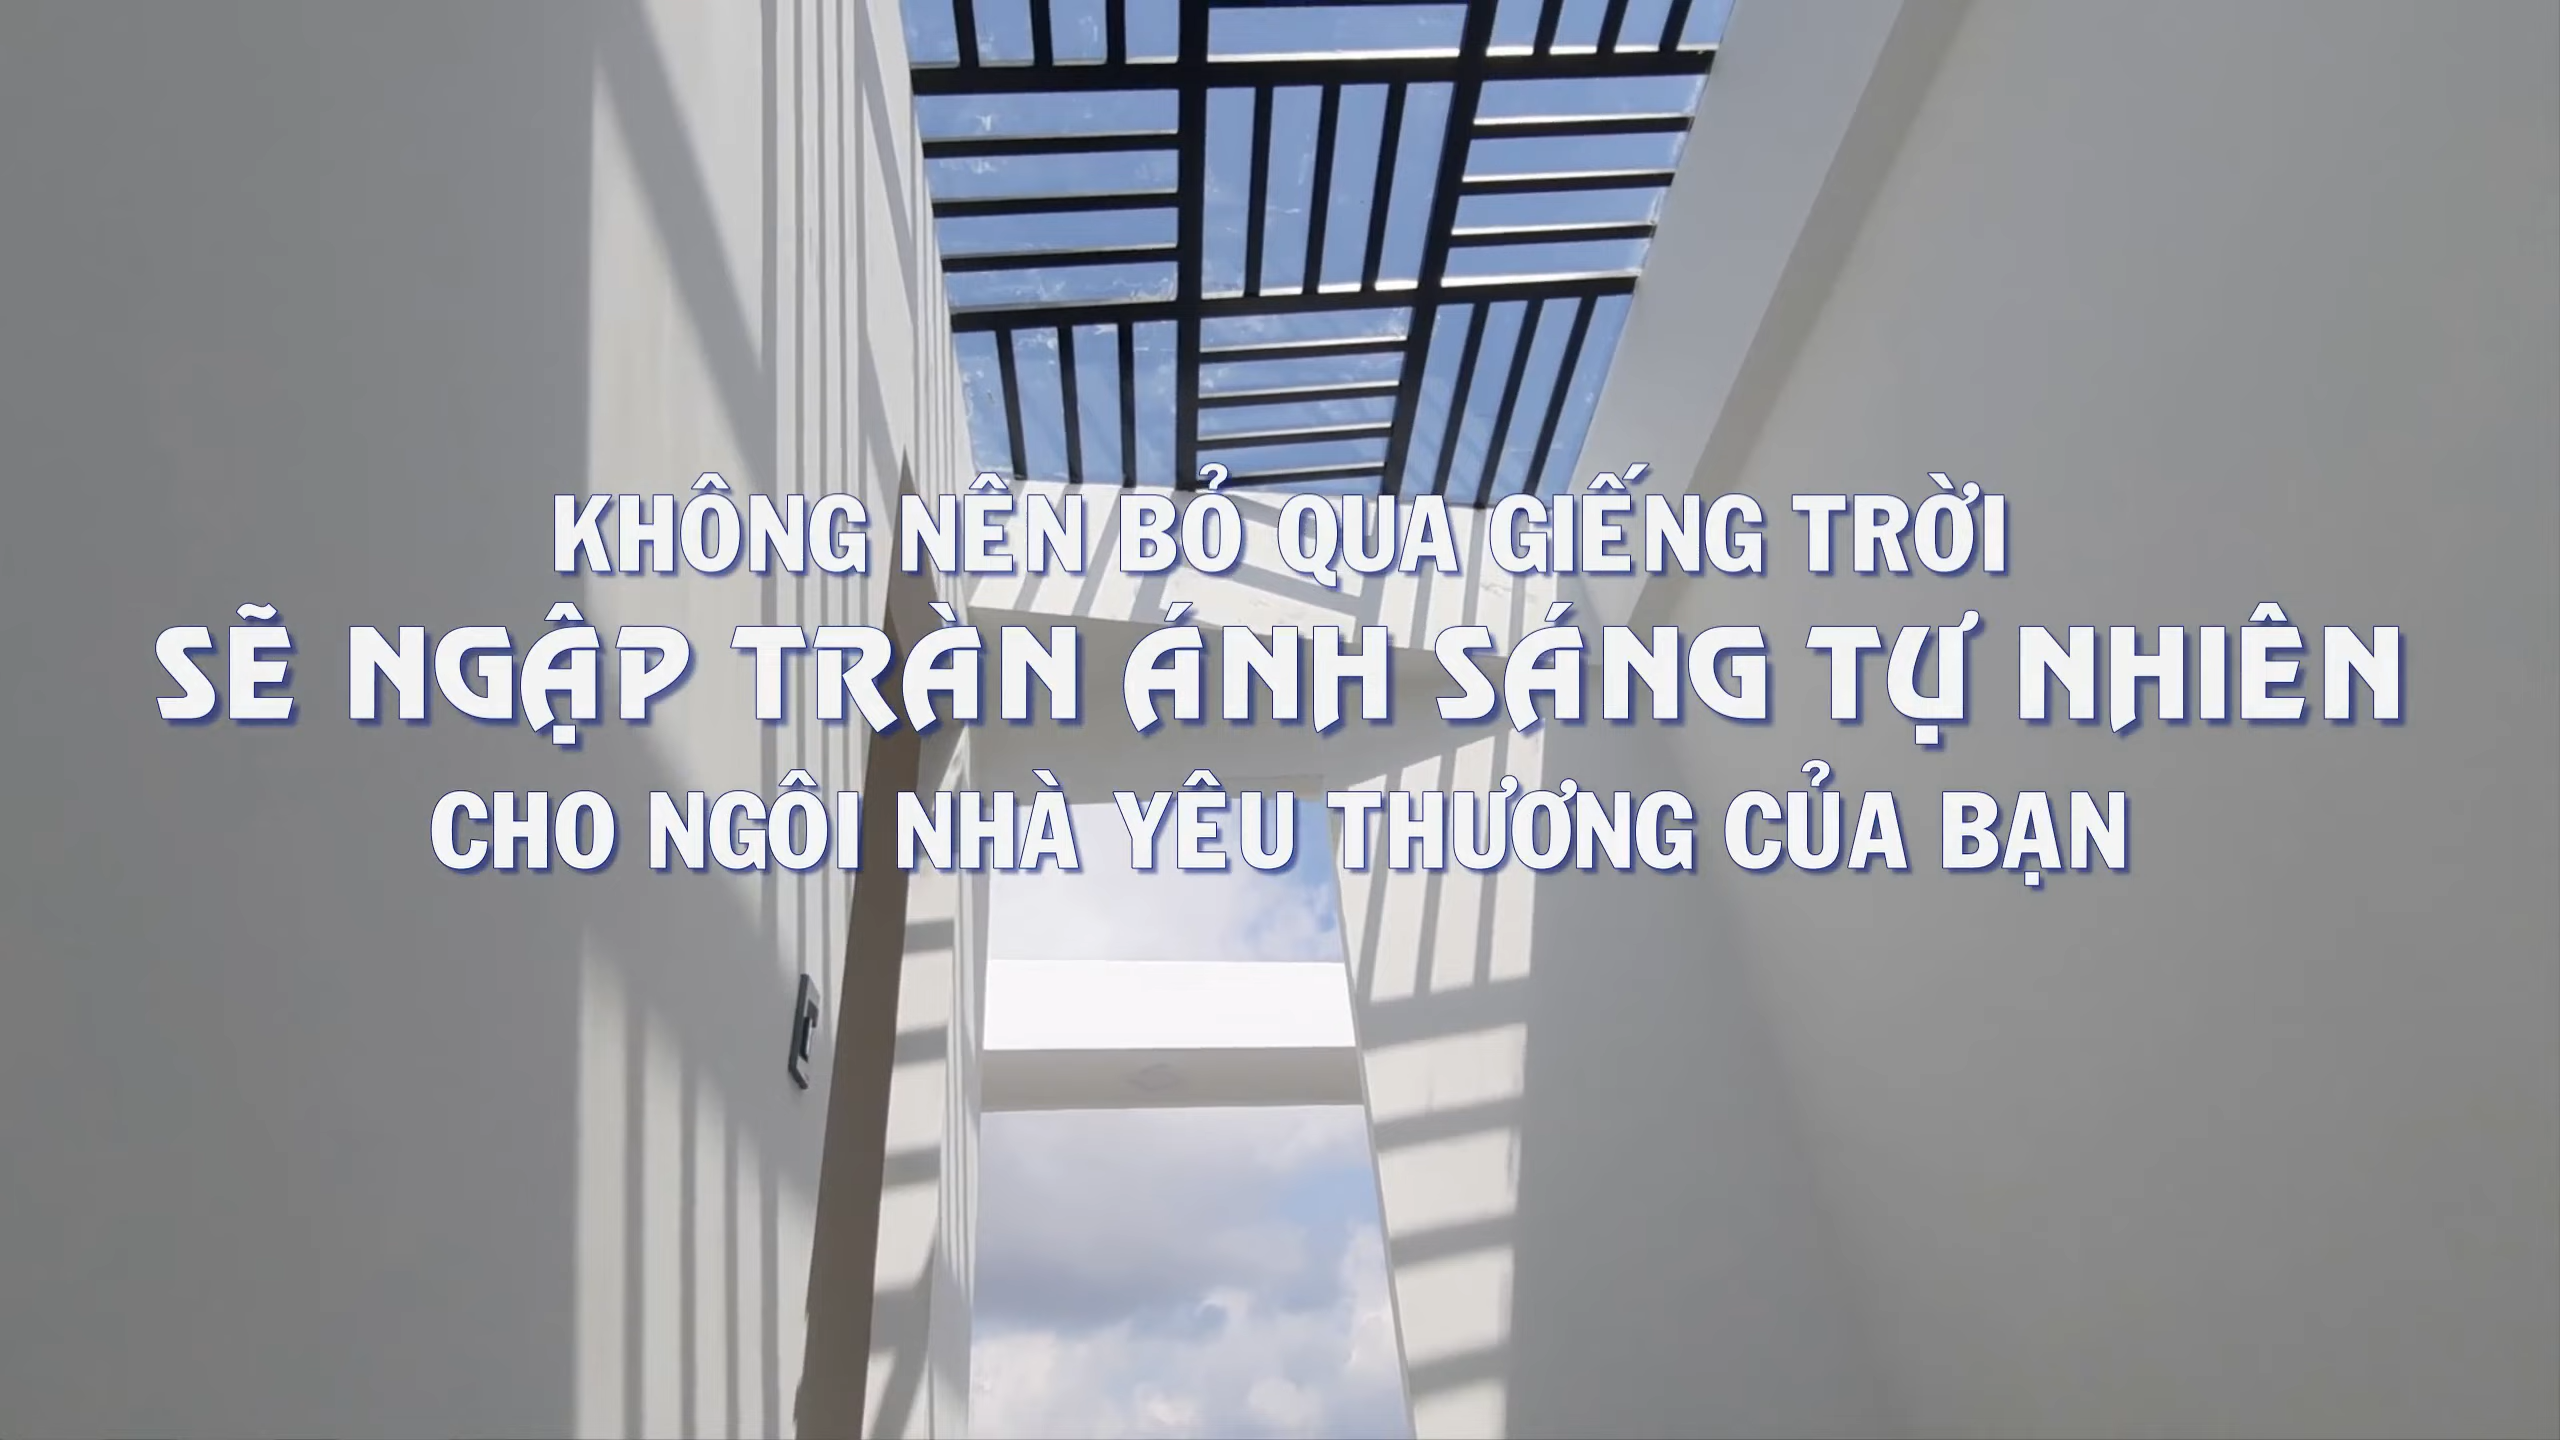 KHÔNG NÊN BỎ QUA GIẾNG TRỜI
SẼ NGẬP TRÀN ÁNH SÁNG TỰ NHIÊN
CHO NGÔI NHÀ YÊU THƯƠNG CỦA BẠN